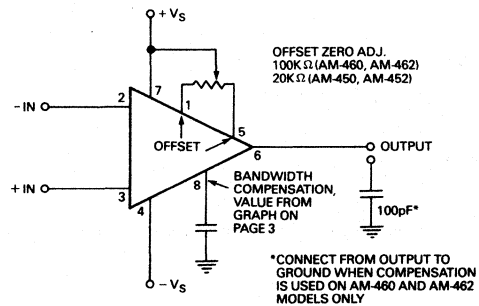 +VS
OFFSET ZERO ADJ.
100KΩ (AM-460, AM-462)
20KΩ (AM-450, AM-452)
7
-IN
2
1
5
OFFSET
6
OUTPUT
+IN
3
4
8
BANDWIDTH
COMPENSATION,
VALUE FROM
GRAPH ON
PAGE 3
100pF*
-VS
*CONNECT FROM OUTPUT TO
GROUND WHEN COMPENSATION
IS USED ON AM-460 AND AM-462
MODELS ONLY